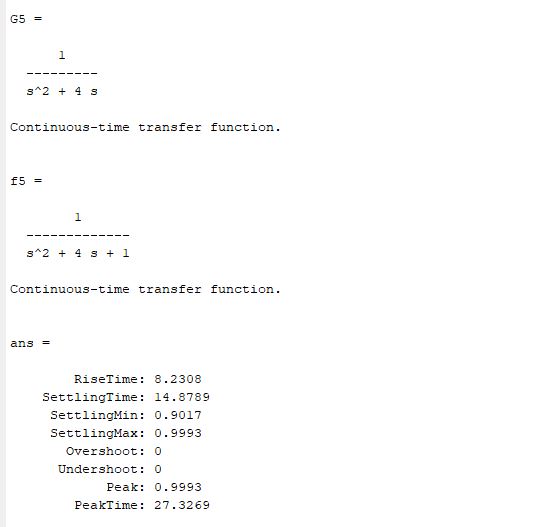 G5 =
1
---------
s^2 + 4 s
Continuous-time transfer function.
f5 =
1
-------------
s^2 + 4 s + 1
Continuous-time transfer function.
ans =
RiseTime: 8.2308
SettlingTime: 14.8789
SettlingMin: 0.9017
SettlingMax: 0.9993
Overshoot: 0
Undershoot: 0
Peak: 0.9993
PeakTime: 27.3269